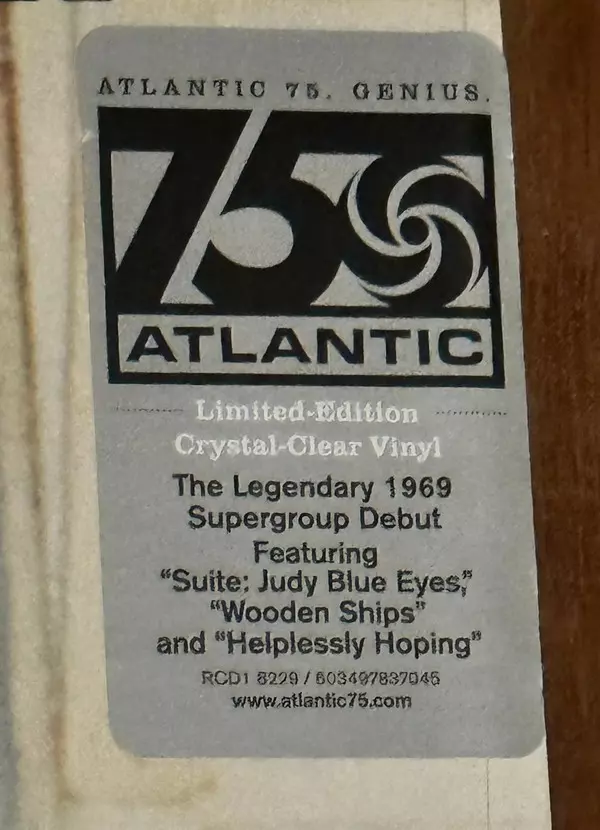 ATLANTIC 75. GENIUS.
75
ATLANTIC
Limited-Edition
Crystal-Clear Vinyl
The Legendary 1969
Supergroup Debut
Featuring
“Suite: Judy Blue Eyes,”
“Wooden Ships”
and “Helplessly Hoping”
RCD1 8229 / 603497837045
www.atlantic75.com